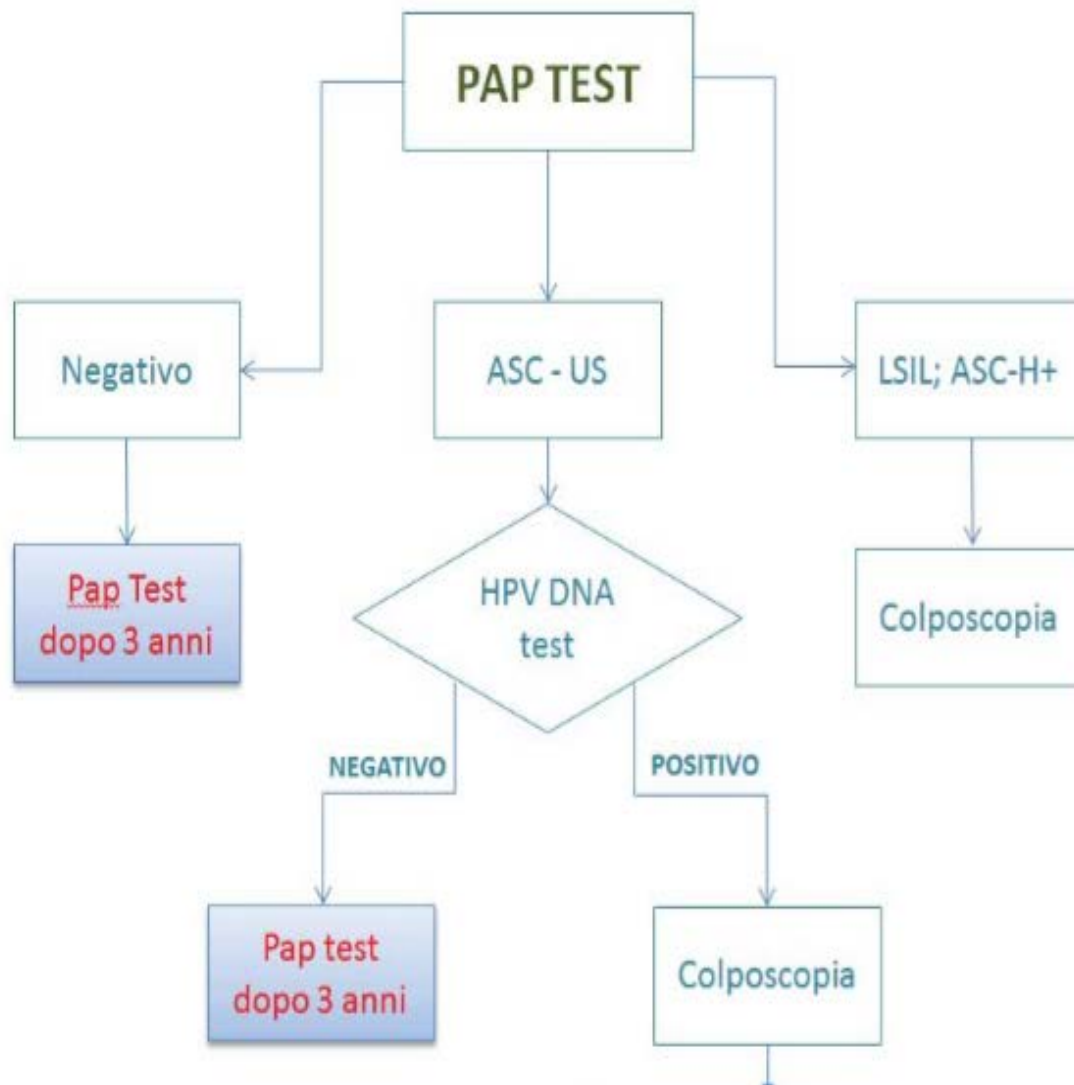 PAP TEST
Negativo
ASC - US
LSIL; ASC-H+
Pap Test
dopo 3 anni
HPV DNA
test
Colposcopia
NEGATIVO
POSITIVO
Pap test
dopo 3 anni
Colposcopia